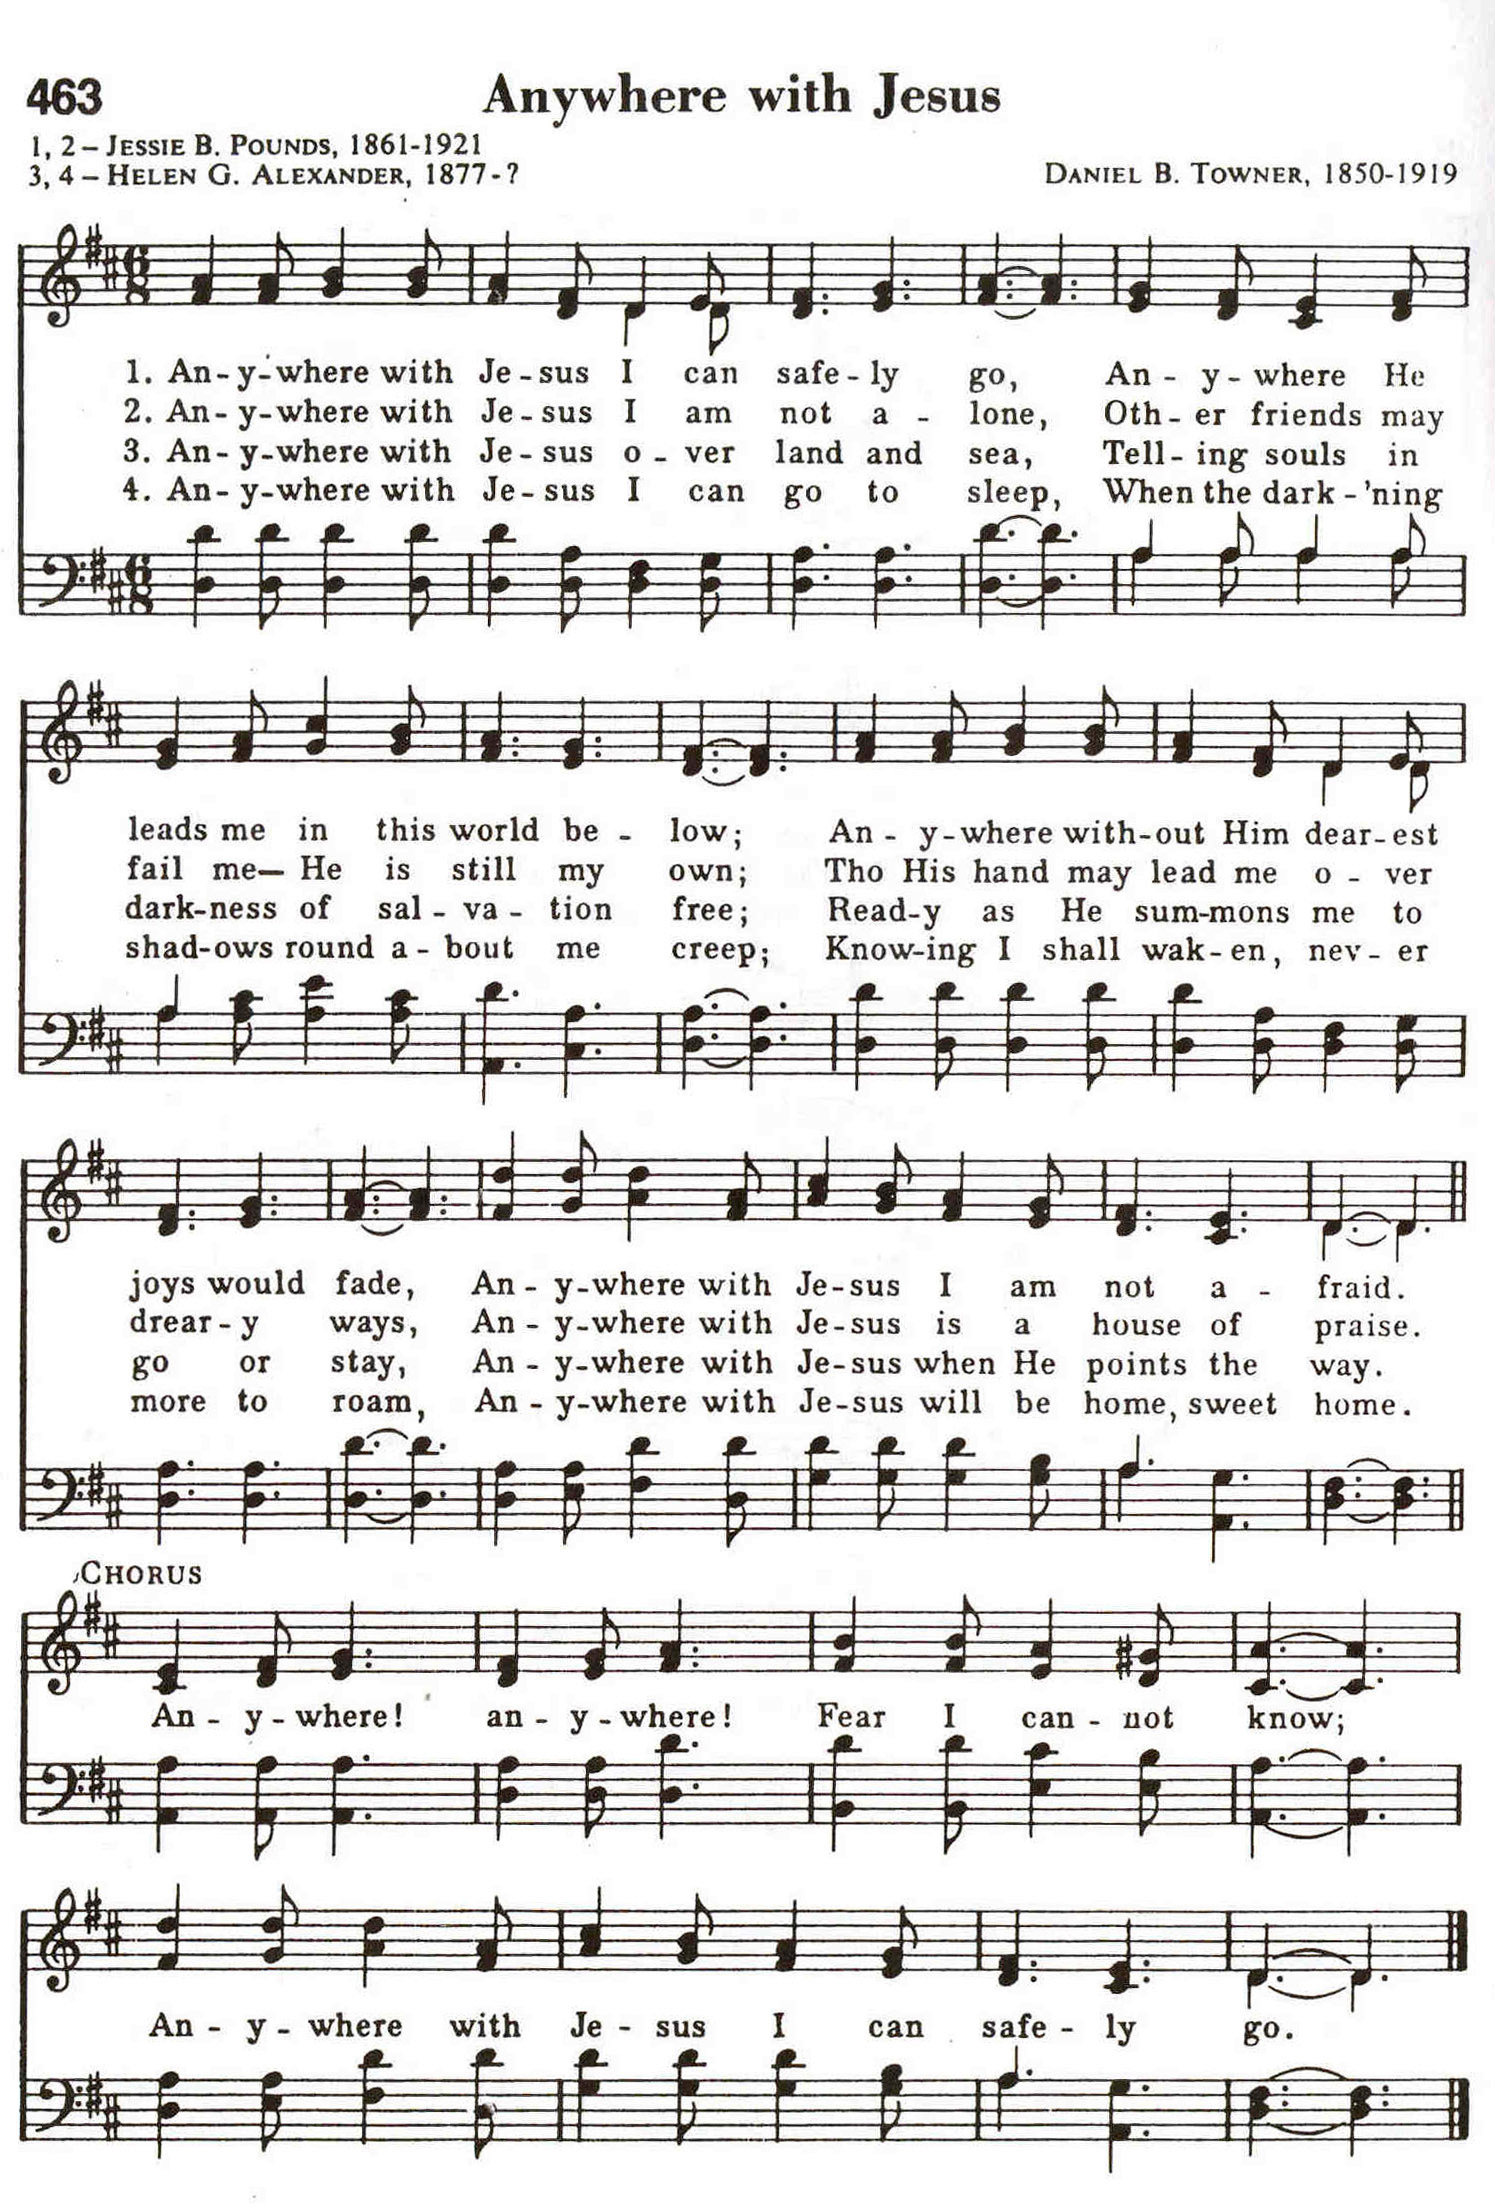 463 Anywhere with Jesus
1, 2 – JESSIE B. POUNDS, 1861-1921
3, 4 – HELEN G. ALEXANDER, 1877-? DANIEL B. TOWNER, 1850-1919
1. An-y-where with Je-sus I can safe-ly go, An-y-where He
2. An-y-where with Je-sus I am not a-lone, Oth-er friends may
3. An-y-where with Je-sus o-ver land and sea, Tell-ing souls in
4. An-y-where with Je-sus I can go to sleep, When the dark-'ning
leads me in this world be-low; An-y-where with-out Him dear-est
fail me— He is still my own; Tho His hand may lead me o-ver
dark-ness of sal-va-tion free; Read-y as He sum-mons me to
shad-ows round a-bout me creep; Know-ing I shall wak-en, nev-er
joys would fade, An-y-where with Je-sus I am not a-fraid.
drear-y ways, An-y-where with Je-sus is a house of praise.
go or stay, An-y-where with Je-sus when He points the way.
more to roam, An-y-where with Je-sus will be home, sweet home.
CHORUS
An-y-where! an-y-where! Fear I can-not know;
An-y-where with Je-sus I can safe-ly go.